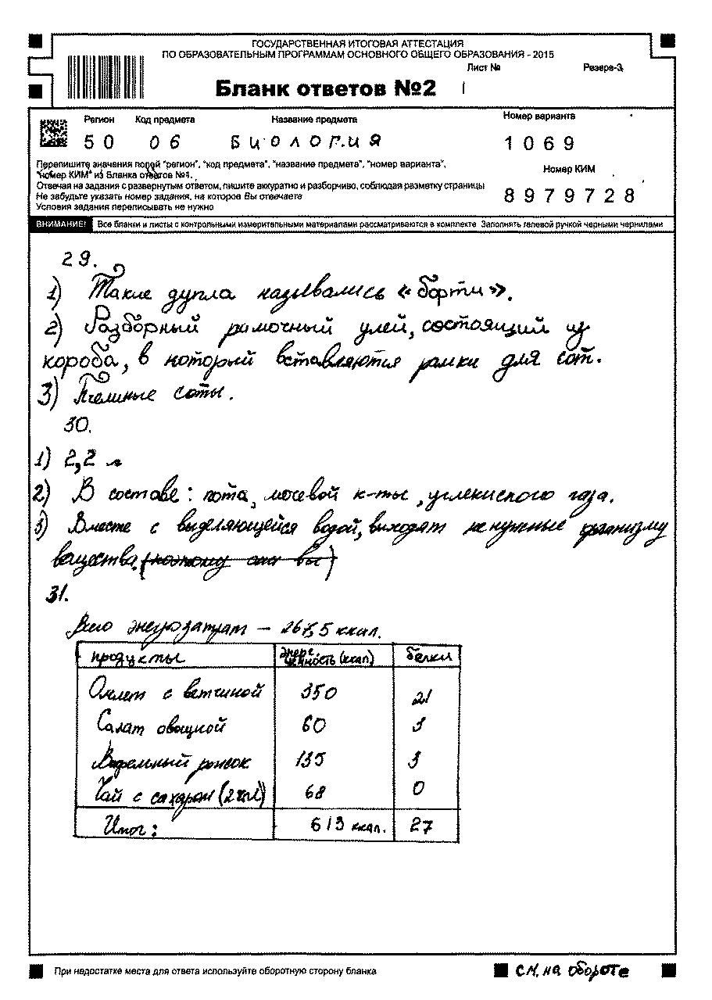 ГОСУДАРСТВЕННАЯ ИТОГОВАЯ АТТЕСТАЦИЯ
ПО ОБРАЗОВАТЕЛЬНЫМ ПРОГРАММАМ ОСНОВНОГО ОБЩЕГО ОБРАЗОВАНИЯ - 2015
Лист № Резерв-3
Бланк ответов №2 1
Регион Код предмета Название предмета Номер варианта
50 06 БИОЛОГИЯ 1069
Перепишите значения полей "регион", "код предмета", "название предмета", "номер варианта",
"номер КИМ" из Бланка ответов №1.
Номер КИМ
Отвечая на задания с развернутым ответом, пишите аккуратно и разборчиво, соблюдая разметку страницы
Не забудьте указать номер задания, на которое Вы отвечаете
8979728
Условия задания переписывать не нужно
ВНИМАНИЕ! Все бланки и листы с контрольными измерительными материалами рассматриваются в комплекте Заполнять гелевой ручкой черными чернилами
29.
1) Такие дупла назывались «борти».
2) Разборный рамочный улей, состоящий из
короба, в который вставляются рамки для сот.
3) Пчелиные соты.
30.
1) 2,2 л
2) В составе: пота, мочевой к-ты, углекислого газа.
3) Вместе с выделяющейся водой, выходят не нужные организму
вещества. (поэтому она вы)
31.
Всего энергозатрат –
продукты энерг. ценность (ккал.) белки
Омлет с ветчиной 350 21
Салат овощной 60 3
Вафельный рожок 135 3
Чай с сахаром (2 ч.л) 68 0
Итог: 613 ккал. 27
При недостатке места для ответа используйте оборотную сторону бланка
см. на обороте